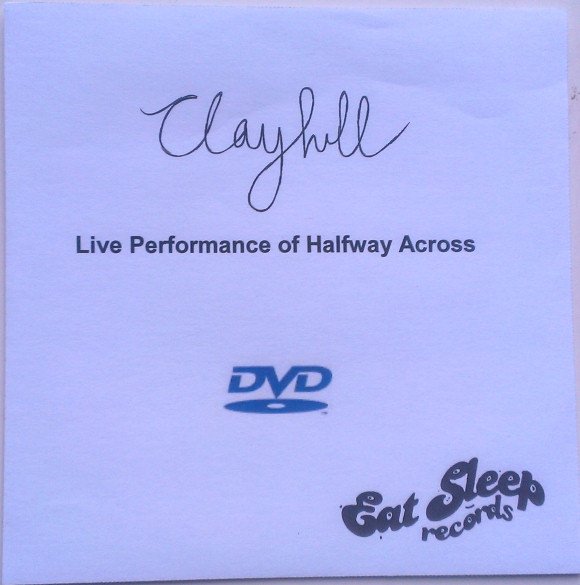 Clayhill
Live Performance of Halfway Across
DVD
Eat Sleep
records